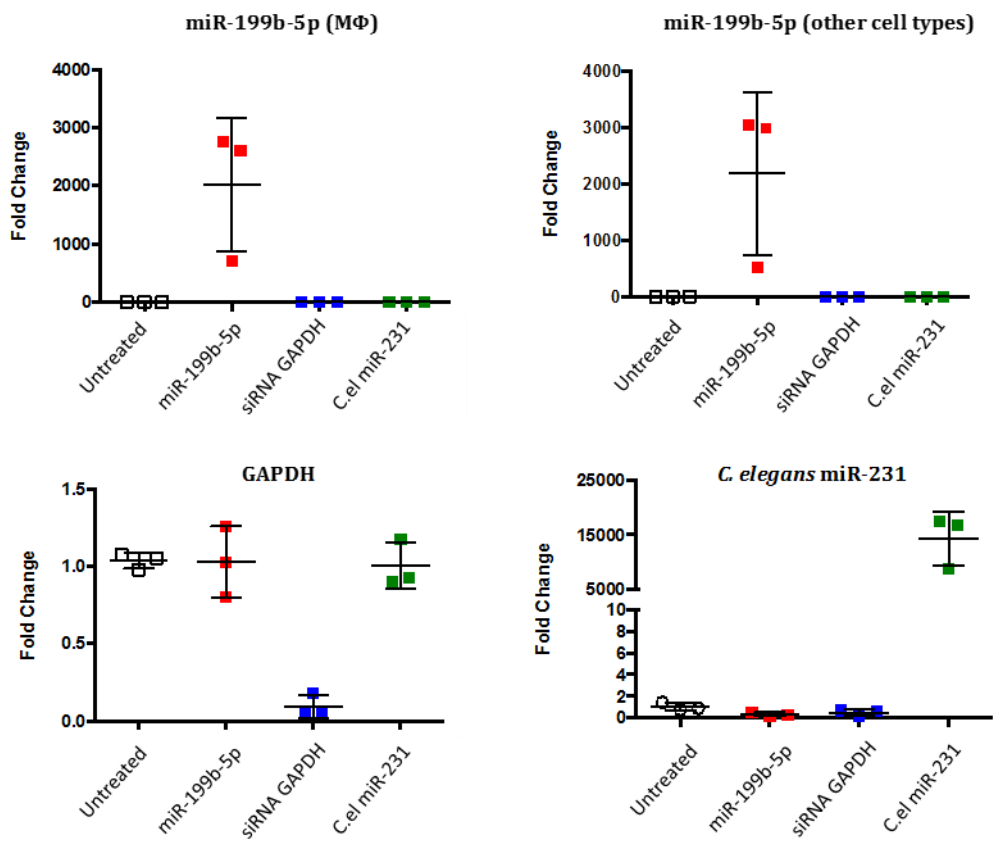 miR-199b-5p (MΦ)
4000
3000
2000
1000
0
Fold Change
Untreated
miR-199b-5p
siRNA GAPDH
C.el miR-231
miR-199b-5p (other cell types)
4000
3000
2000
1000
0
Fold Change
Untreated
miR-199b-5p
siRNA GAPDH
C.el miR-231
GAPDH
1.5
1.0
0.5
0.0
Fold Change
Untreated
miR-199b-5p
siRNA GAPDH
C.el miR-231
C. elegans miR-231
25000
15000
5000
10
8
6
4
2
0
Fold Change
Untreated
miR-199b-5p
siRNA GAPDH
C.el miR-231